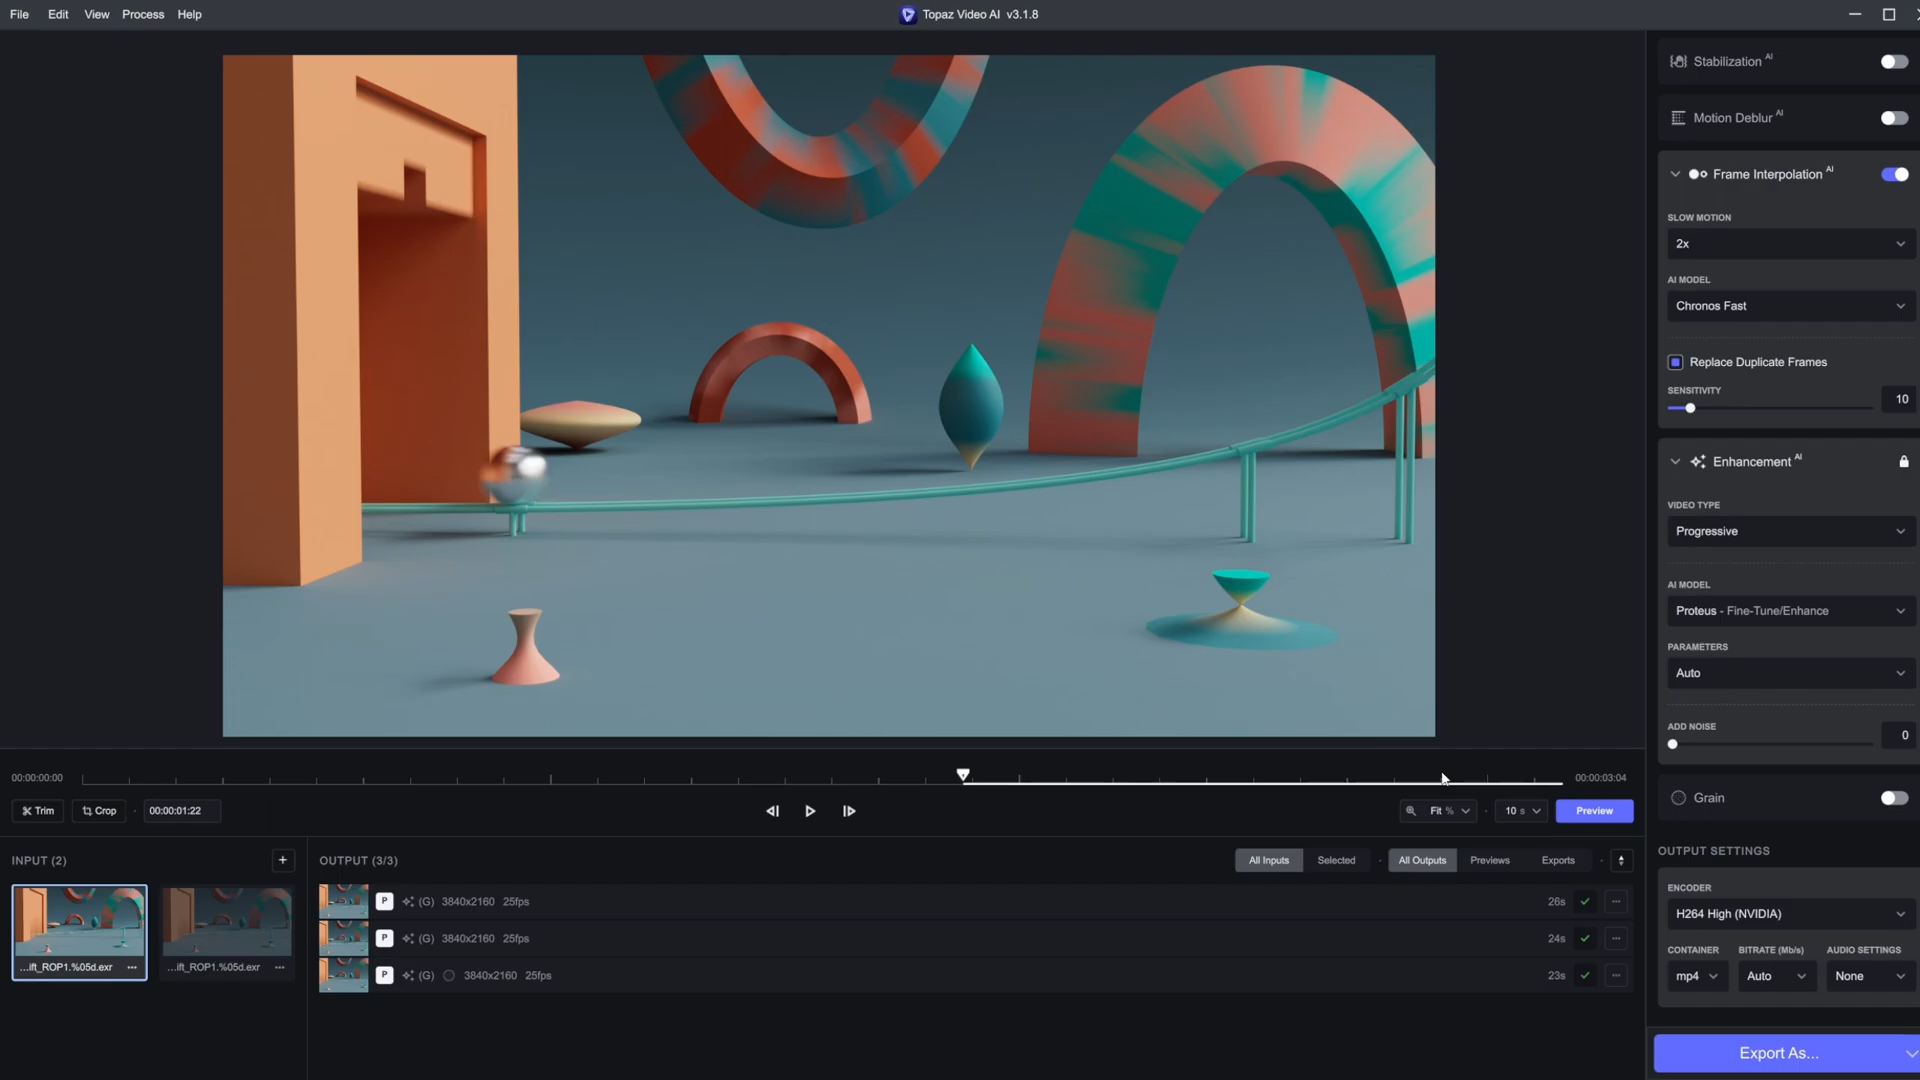 File Edit View Process Help
Topaz Video AI v3.1.8
Stabilization AI
Motion Deblur AI
Frame Interpolation AI
SLOW MOTION
2x
AI MODEL
Chronos Fast
Replace Duplicate Frames
SENSITIVITY
10
Enhancement AI
VIDEO TYPE
Progressive
AI MODEL
Proteus - Fine-Tune/Enhance
PARAMETERS
Auto
ADD NOISE
0
Grain
OUTPUT SETTINGS
ENCODER
H264 High (NVIDIA)
CONTAINER BITRATE (Mb/s) AUDIO SETTINGS
mp4 Auto None
Export As...
00:00:00:00
00:00:03:04
Trim Crop 00:00:01:22
Fit % 10 s Preview
INPUT (2) +
...ift_ROP1.%05d.exr ...
...ift_ROP1.%05d.exr ...
OUTPUT (3/3)
All Inputs Selected All Outputs Previews Exports
P (G) 3840x2160 25fps 26s ...
P (G) 3840x2160 25fps 24s ...
P (G) 3840x2160 25fps 23s ...